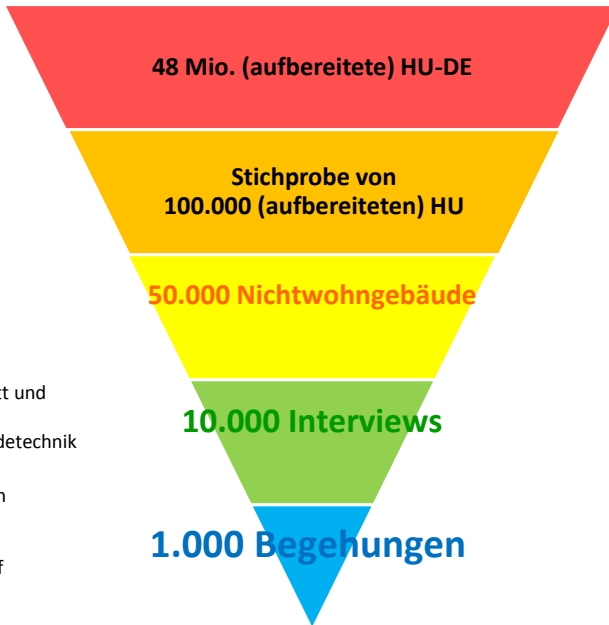 48 Mio. (aufbereitete) HU-DE
Stichprobe von
100.000 (aufbereiteten) HU
50.000 Nichtwohngebäude
und
10.000 Interviews
1.000 Begehungen